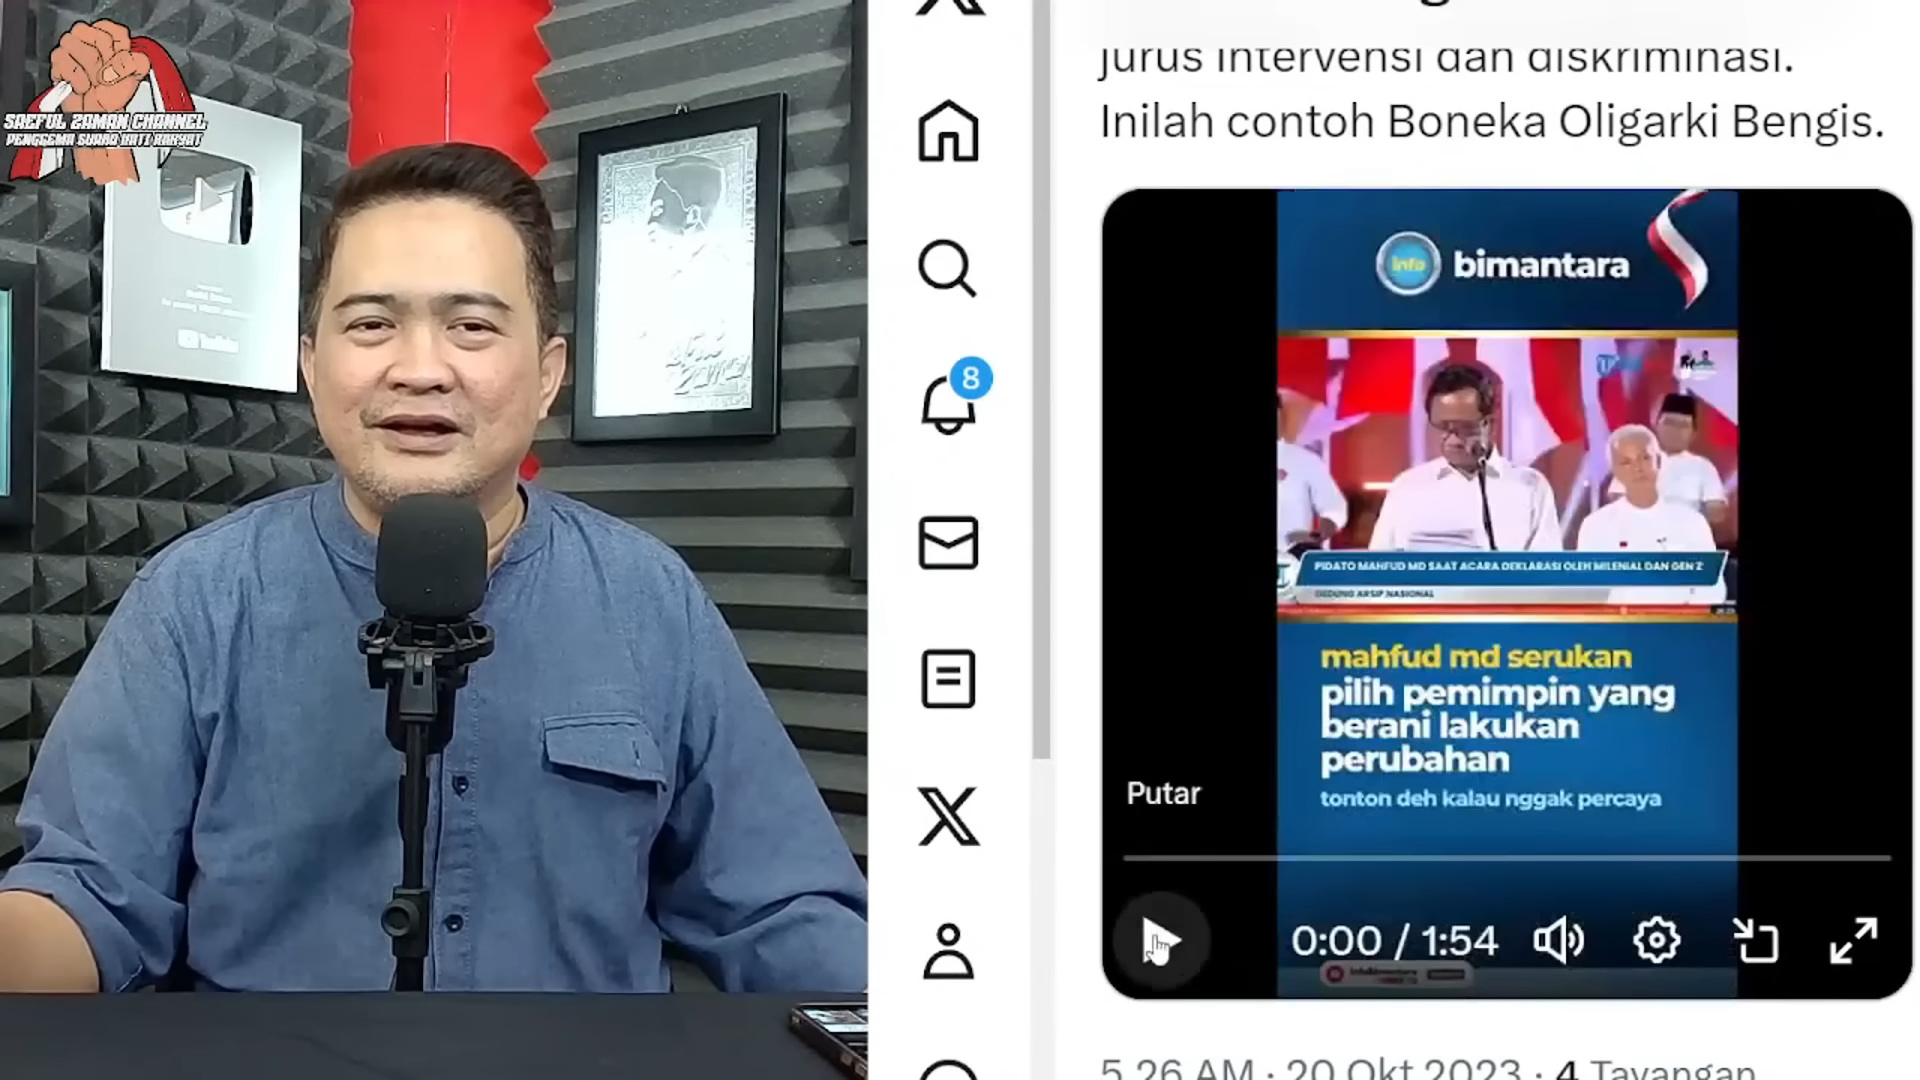 SAEFUL ZAMAN CHANNEL
PENGGEMA SUARA HATI RAKYAT
YouTube
8
jurus intervensi dan diskriminasi.
Inilah contoh Boneka Oligarki Bengis.
info
bimantara
PIDATO MAHFUD MD SAAT ACARA DEKLARASI OLEH MILENIAL DAN GEN Z
GEDUNG ARSIP NASIONAL
mahfud md serukan
pilih pemimpin yang
berani lakukan
perubahan
tonton deh kalau nggak percaya
Putar
0:00 / 1:54
5.26 AM · 20 Okt 2023 · 4 Tayangan